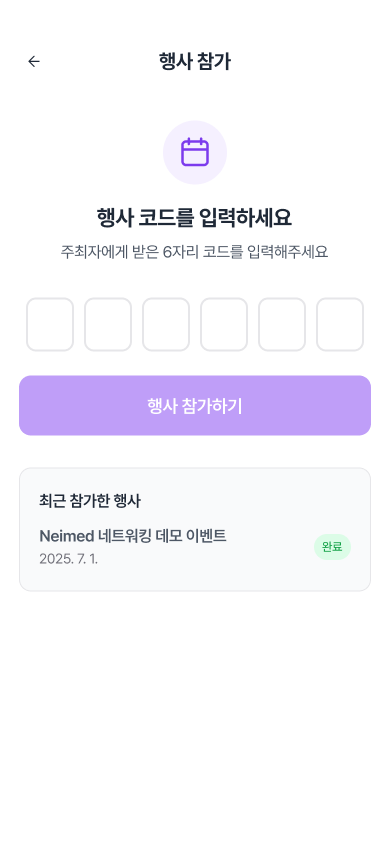 행사 참가
행사 코드를 입력하세요
주최자에게 받은 6자리 코드를 입력해주세요
행사 참가하기
최근 참가한 행사
Neimed 네트워킹 데모 이벤트
2025. 7. 1.
완료